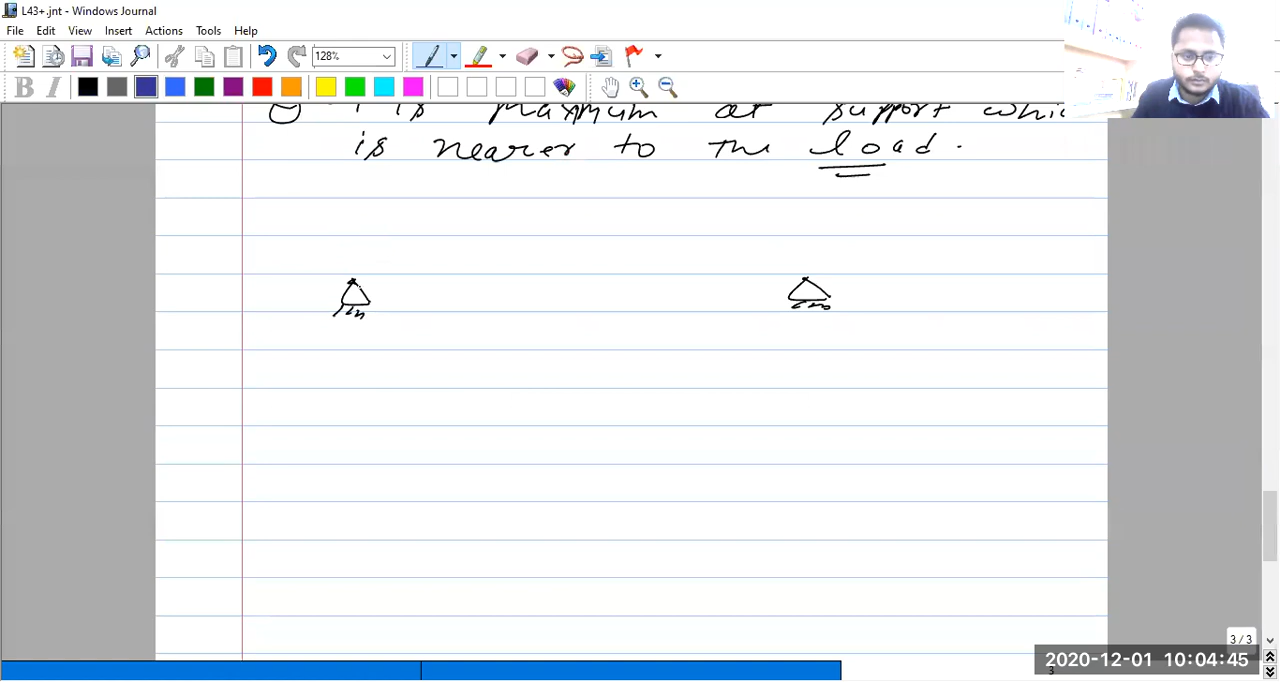 L43+.jnt - Windows Journal
File Edit View Insert Actions Tools Help
128%
B I
T is maximum at support
is nearer to the load.
3 / 3
2020-12-01 10:04:45
3